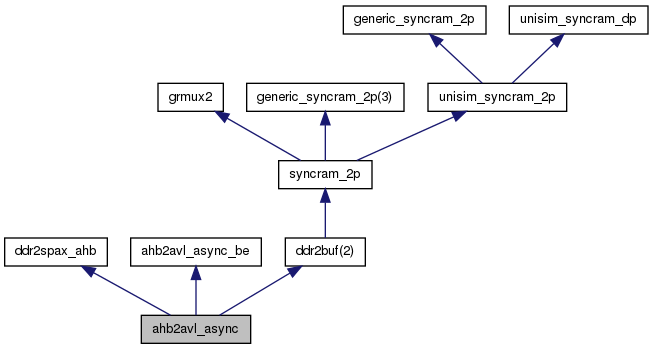 generic_syncram_2p
unisim_syncram_dp
grmux2
generic_syncram_2p(3)
unisim_syncram_2p
syncram_2p
ddr2spax_ahb
ahb2avl_async_be
ddr2buf(2)
ahb2avl_async